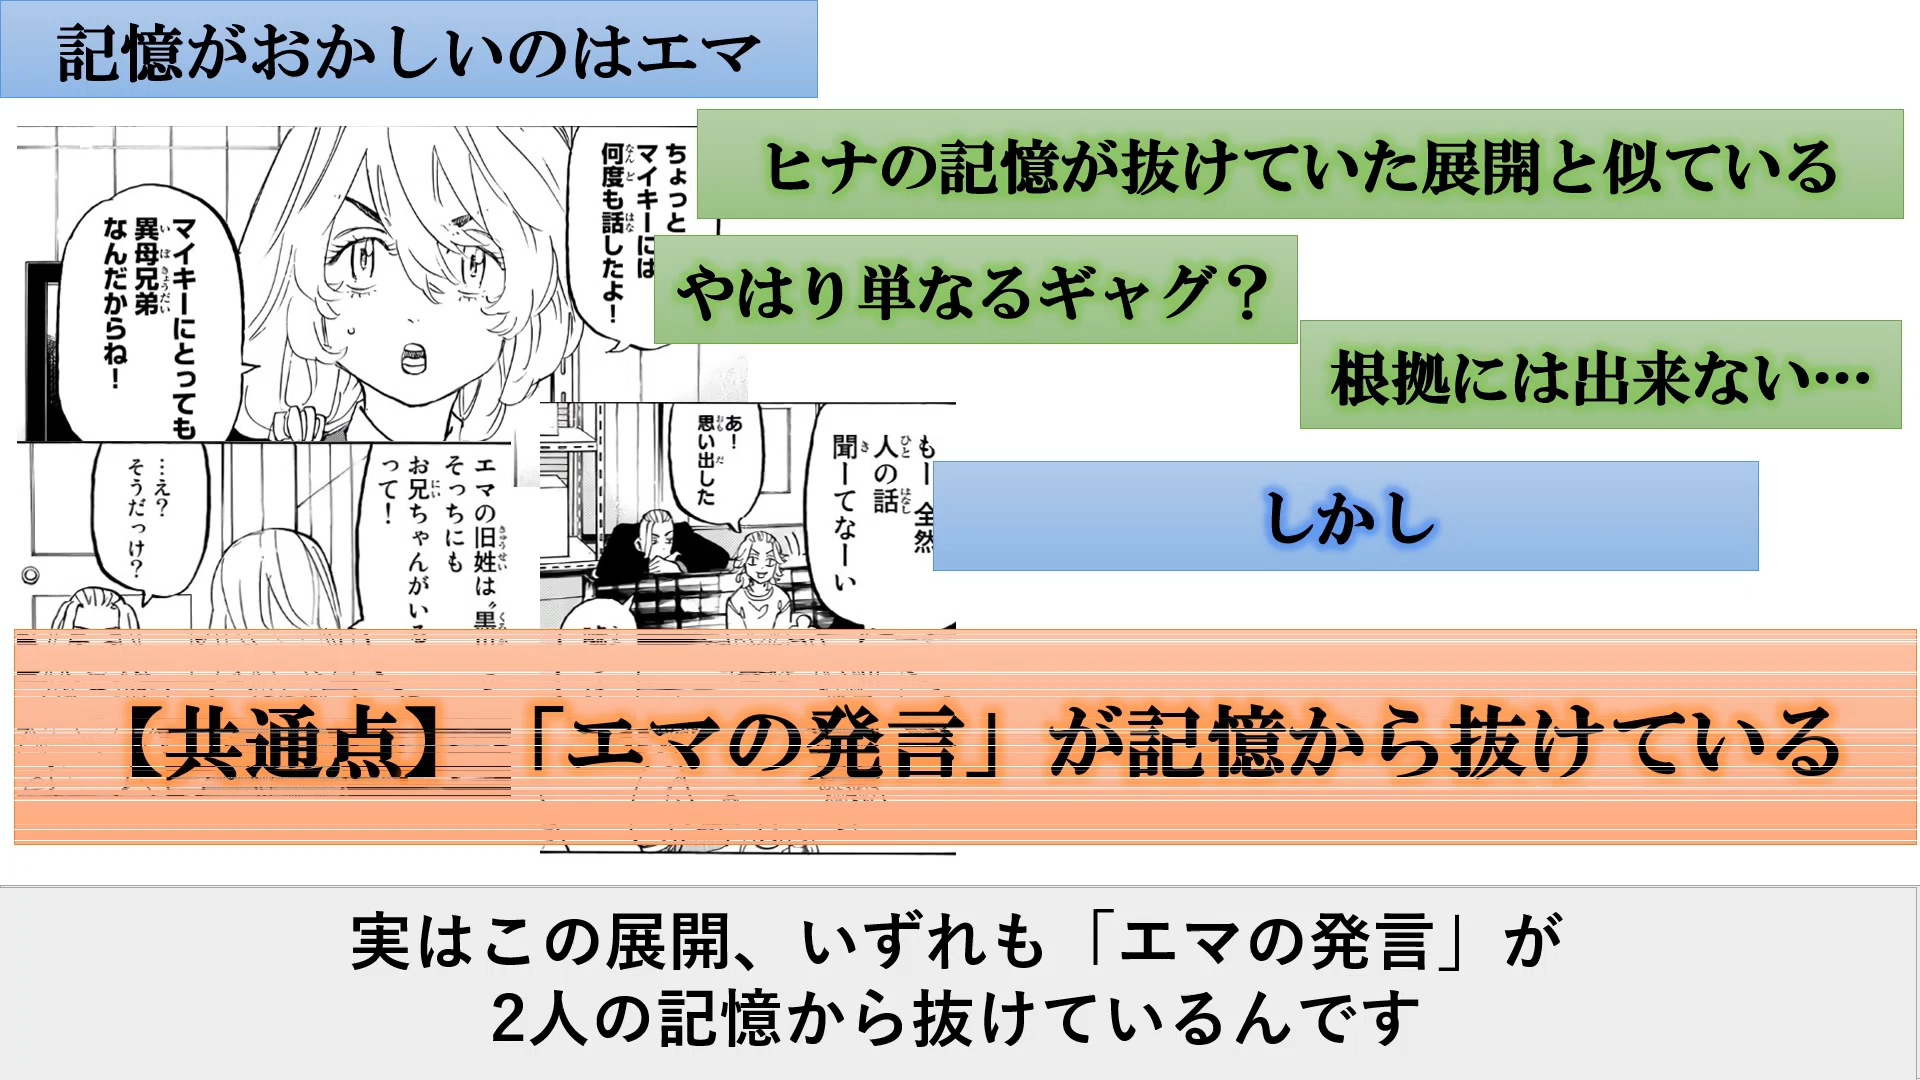 記憶がおかしいのはエマ
ヒナの記憶が抜けていた展開と似ている
やはり単なるギャグ？
根拠には出来ない…
しかし
ちょっと
マイキーには
何度も話したよ！
マイキーにとっても
異母兄弟
なんだからね！
エマの旧姓は〝黒川
そっちにも
お兄ちゃんがいる
って！
…え？
そうだっけ？
もー全然
人の話
聞ーてなーい
あ！
思い出した
【共通点】「エマの発言」が記憶から抜けている
実はこの展開、いずれも「エマの発言」が
2人の記憶から抜けているんです